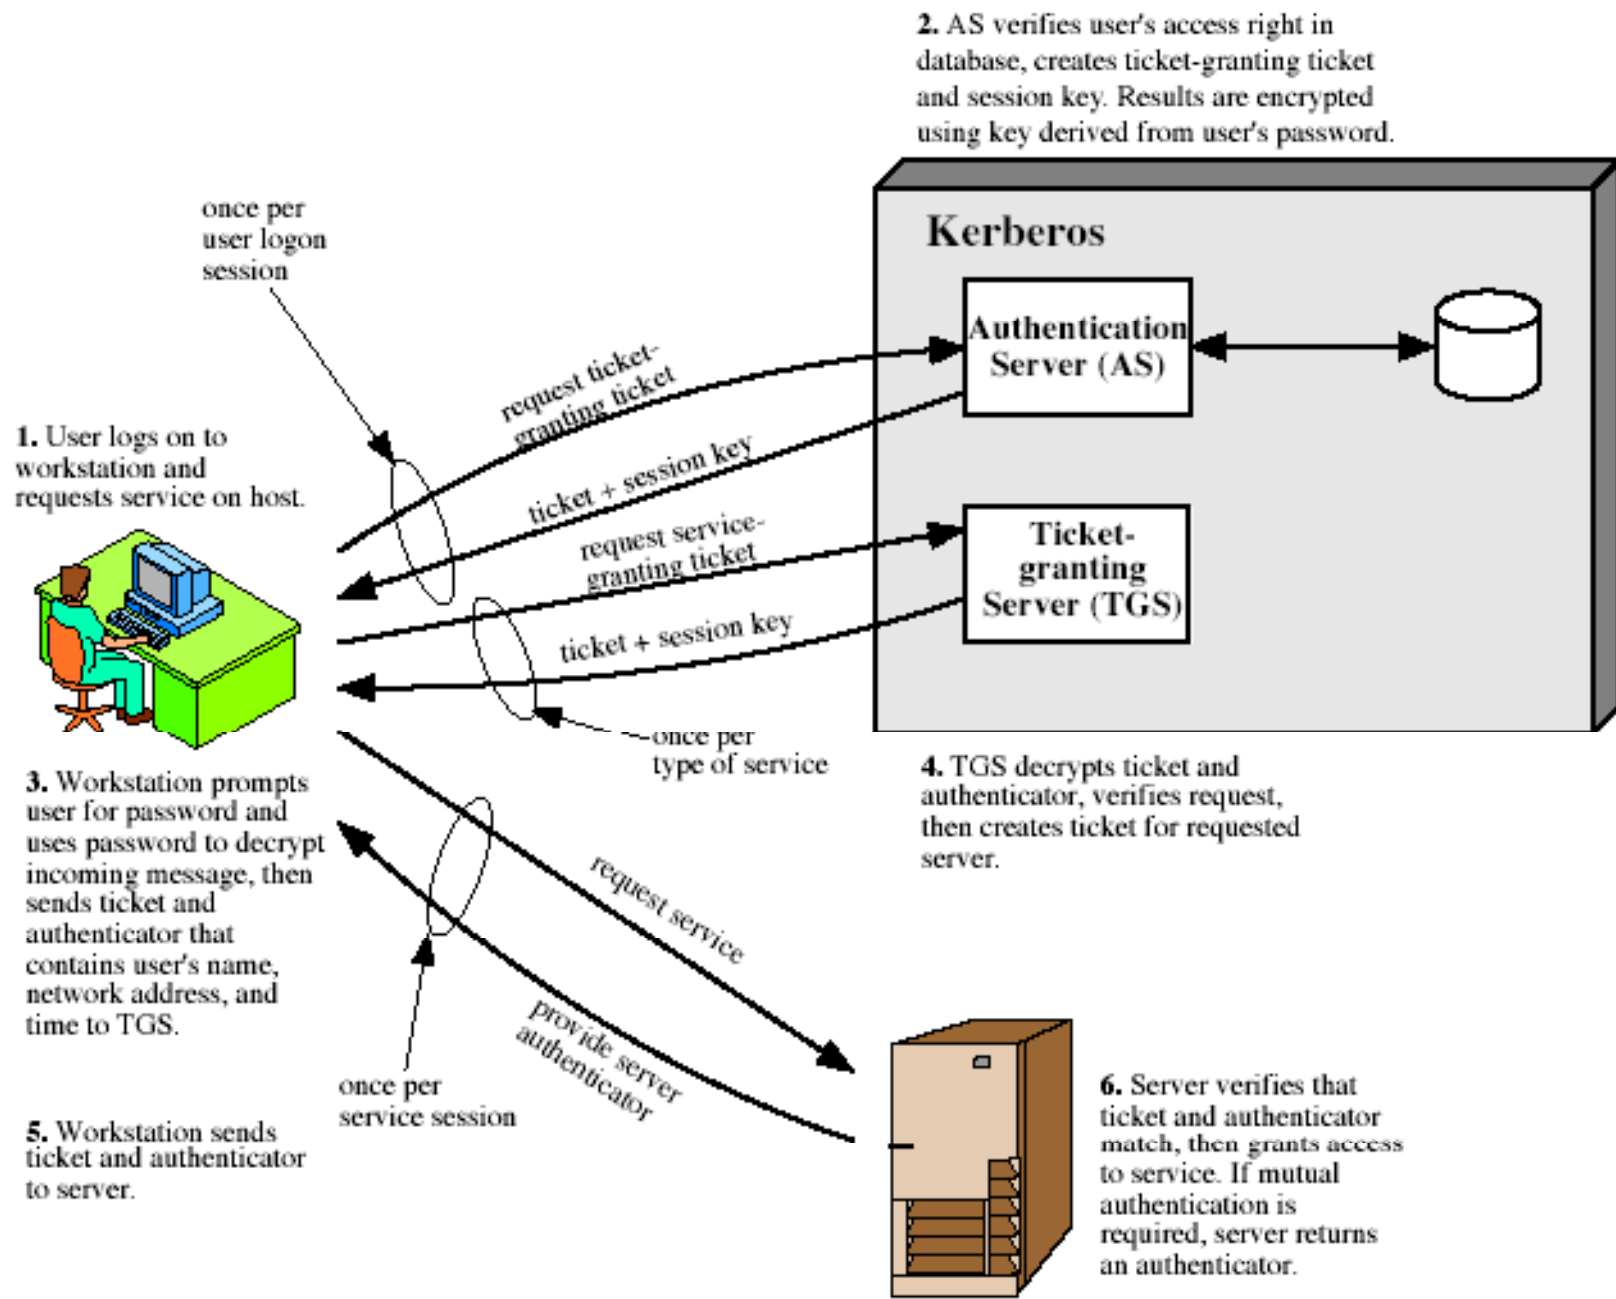 2. AS verifies user's access right in
database, creates ticket-granting ticket
and session key. Results are encrypted
using key derived from user's password.
once per
user logon
session
Kerberos
Authentication
Server (AS)
request ticket-
granting ticket
1. User logs on to
workstation and
requests service on host.
ticket + session key
request service-
granting ticket
Ticket-
granting
Server (TGS)
ticket + session key
once per
type of service
3. Workstation prompts
user for password and
uses password to decrypt
incoming message, then
sends ticket and
authenticator that
contains user's name,
network address, and
time to TGS.
4. TGS decrypts ticket and
authenticator, verifies request,
then creates ticket for requested
server.
request service
provide server
authenticator
once per
service session
5. Workstation sends
ticket and authenticator
to server.
6. Server verifies that
ticket and authenticator
match, then grants access
to service. If mutual
authentication is
required, server returns
an authenticator.